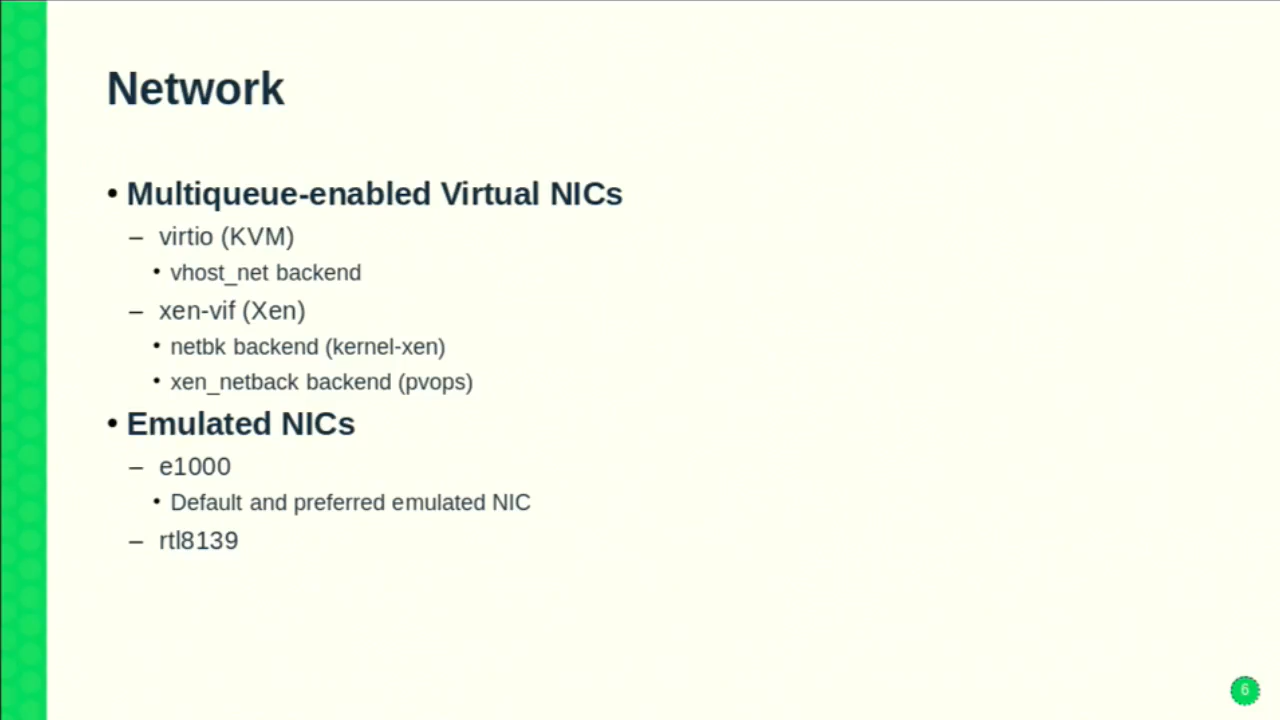 Network
• Multiqueue-enabled Virtual NICs
– virtio (KVM)
• vhost_net backend
– xen-vif (Xen)
• netbk backend (kernel-xen)
• xen_netback backend (pvops)
• Emulated NICs
– e1000
• Default and preferred emulated NIC
– rtl8139
6